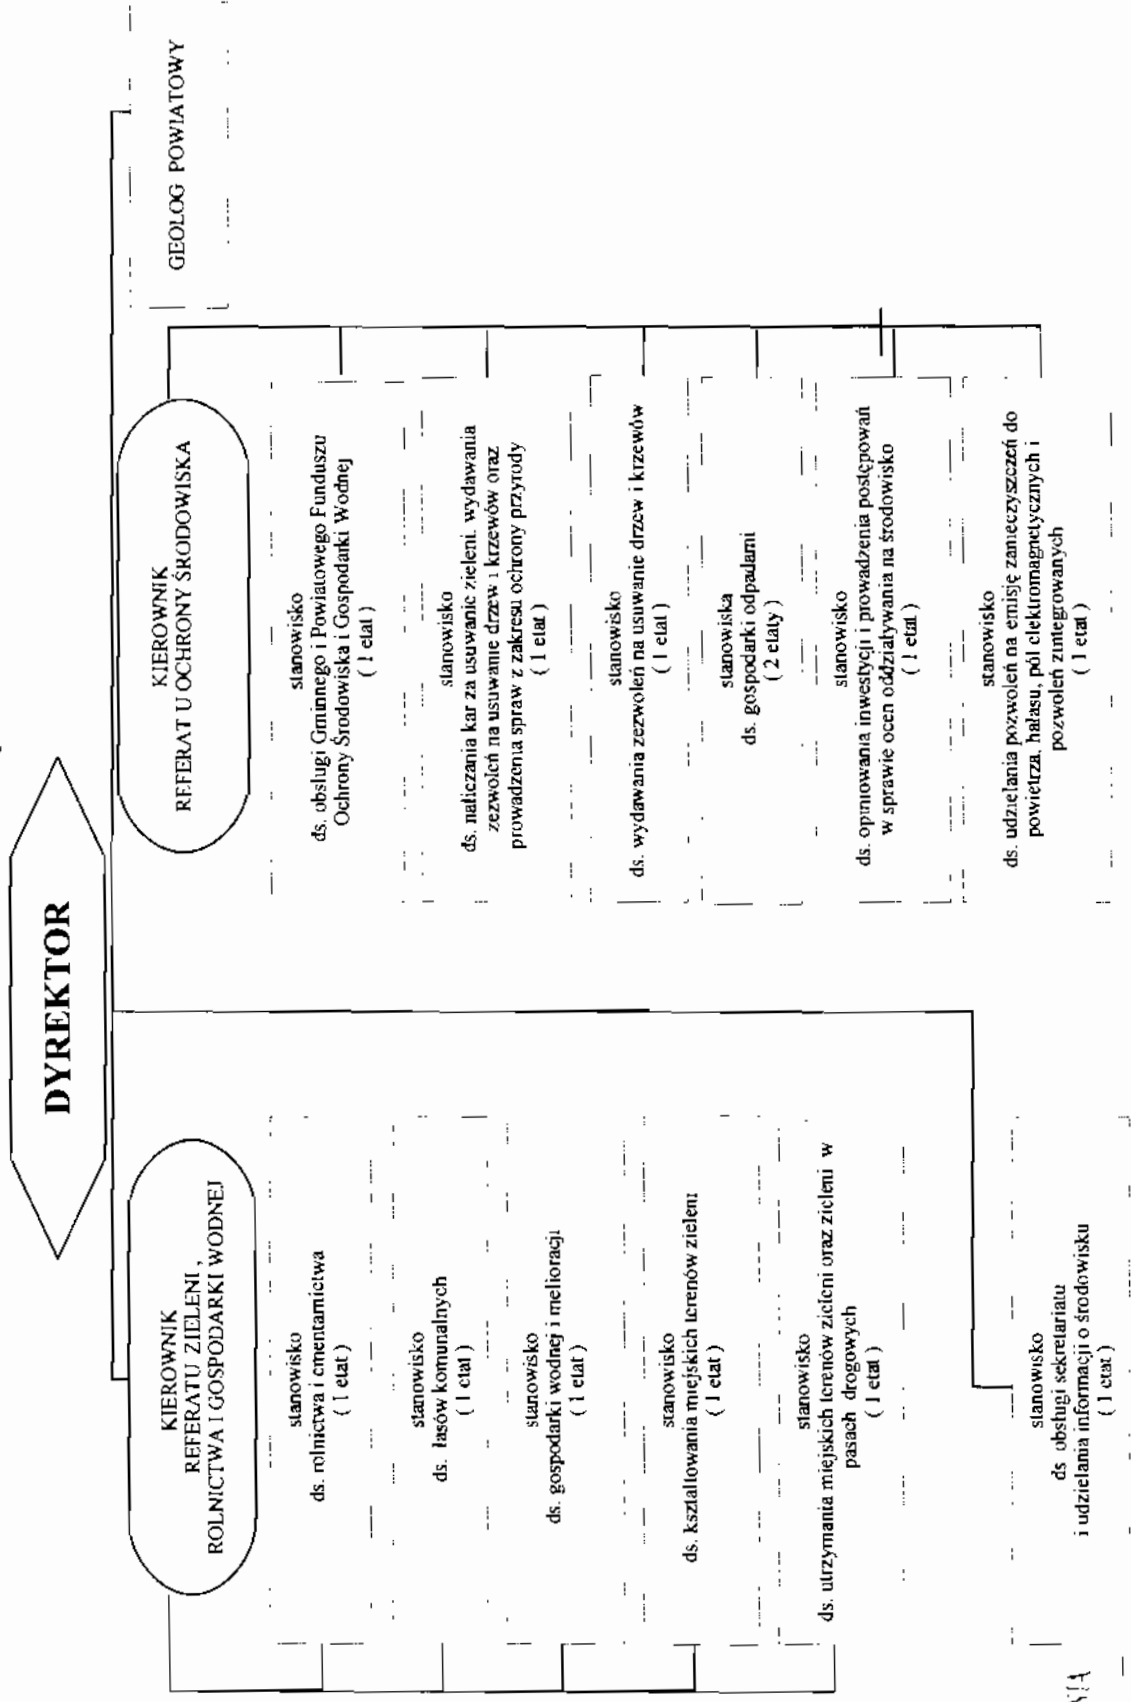 DYREKTOR
KIEROWNIK
REFERATU ZIELENI ,
ROLNICTWA I GOSPODARKI WODNEJ
stanowisko
ds. rolnictwa i cmentarnictwa
( 1 etat )
stanowisko
ds. lasów komunalnych
( 1 etat )
stanowisko
ds. gospodarki wodnej i melioracji
( 1 etat )
stanowisko
ds. kształtowania miejskich terenów zieleni
( 1 etat )
stanowisko
ds. utrzymania miejskich terenów zieleni oraz zieleni w
pasach drogowych
( 1 etat )
stanowisko
ds obsługi sekretariatu
i udzielania informacji o środowisku
( 1 etat )
KIEROWNIK
REFERAT U OCHRONY ŚRODOWISKA
stanowisko
ds. obsługi Gminnego i Powiatowego Funduszu
Ochrony Środowiska i Gospodarki Wodnej
( 1 etat )
stanowisko
ds. naliczania kar za usuwanie zieleni. wydawania
zezwoleń na usuwanie drzew i krzewów oraz
prowadzenia spraw z zakresu ochrony przyrody
( 1 etat )
stanowisko
ds. wydawania zezwoleń na usuwanie drzew i krzewów
( 1 etat )
stanowiska
ds. gospodarki odpadami
( 2 etaty )
stanowisko
ds. opiniowania inwestycji i prowadzenia postępowań
w sprawie ocen oddziaływania na środowisko
( 1 etat )
stanowisko
ds. udzielania pozwoleń na emisję zanieczyszczeń do
powietrza, hałasu, pól elektromagnetycznych i
pozwoleń zintegrowanych
( 1 etat )
GEOLOG POWIATOWY